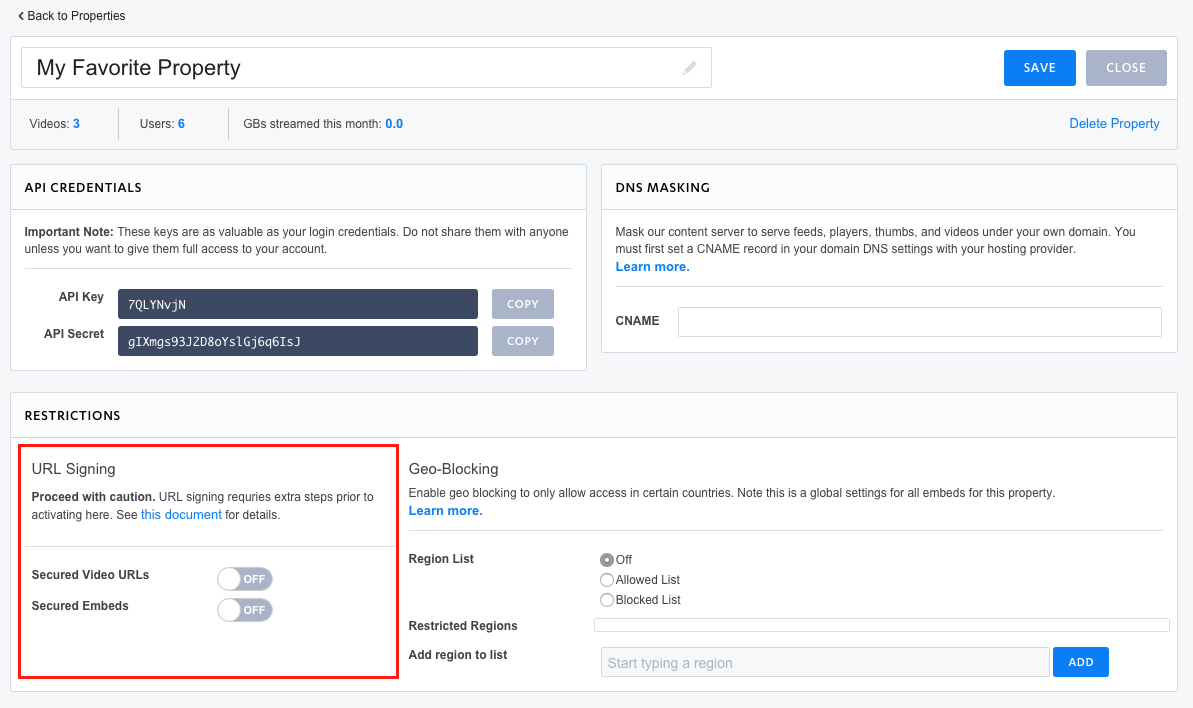 Back to Properties
My Favorite Property
SAVE
CLOSE
Videos: 3
Users: 6
GBs streamed this month: 0.0
Delete Property
API CREDENTIALS
Important Note: These keys are as valuable as your login credentials. Do not share them with anyone
unless you want to give them full access to your account.
API Key
7QLYNvjN
COPY
API Secret
gIXmgs93JZD8oYslGj6q6IsJ
COPY
DNS MASKING
Mask our content server to serve feeds, players, thumbs, and videos under your own domain. You
must first set a CNAME record in your domain DNS settings with your hosting provider.
Learn more.
CNAME
RESTRICTIONS
URL Signing
Proceed with caution. URL signing requries extra steps prior to
activating here. See this document for details.
Secured Video URLs
OFF
Secured Embeds
OFF
Geo-Blocking
Enable geo blocking to only allow access in certain countries. Note this is a global settings for all embeds for this property.
Learn more.
Region List
Off
Allowed List
Blocked List
Restricted Regions
Add region to list
Start typing a region
ADD